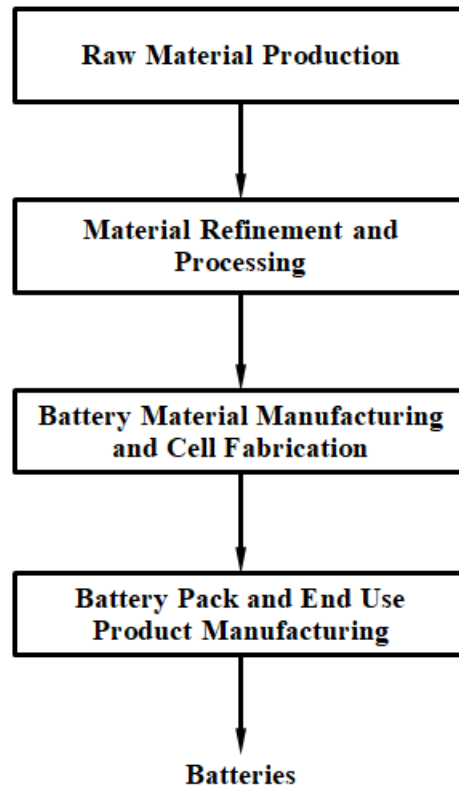 Raw Material Production
Material Refinement and
Processing
Battery Material Manufacturing
and Cell Fabrication
Battery Pack and End Use
Product Manufacturing
Batteries